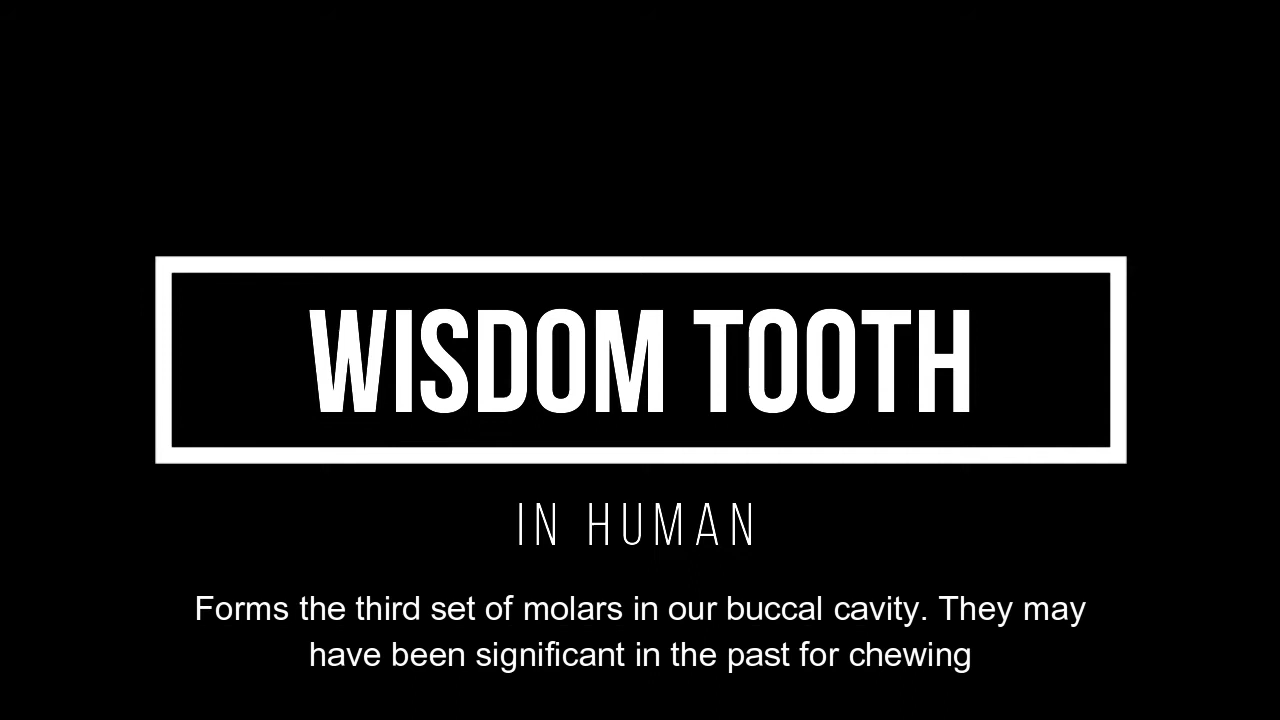 WISDOM TOOTH
IN HUMAN
Forms the third set of molars in our buccal cavity. They may
have been significant in the past for chewing